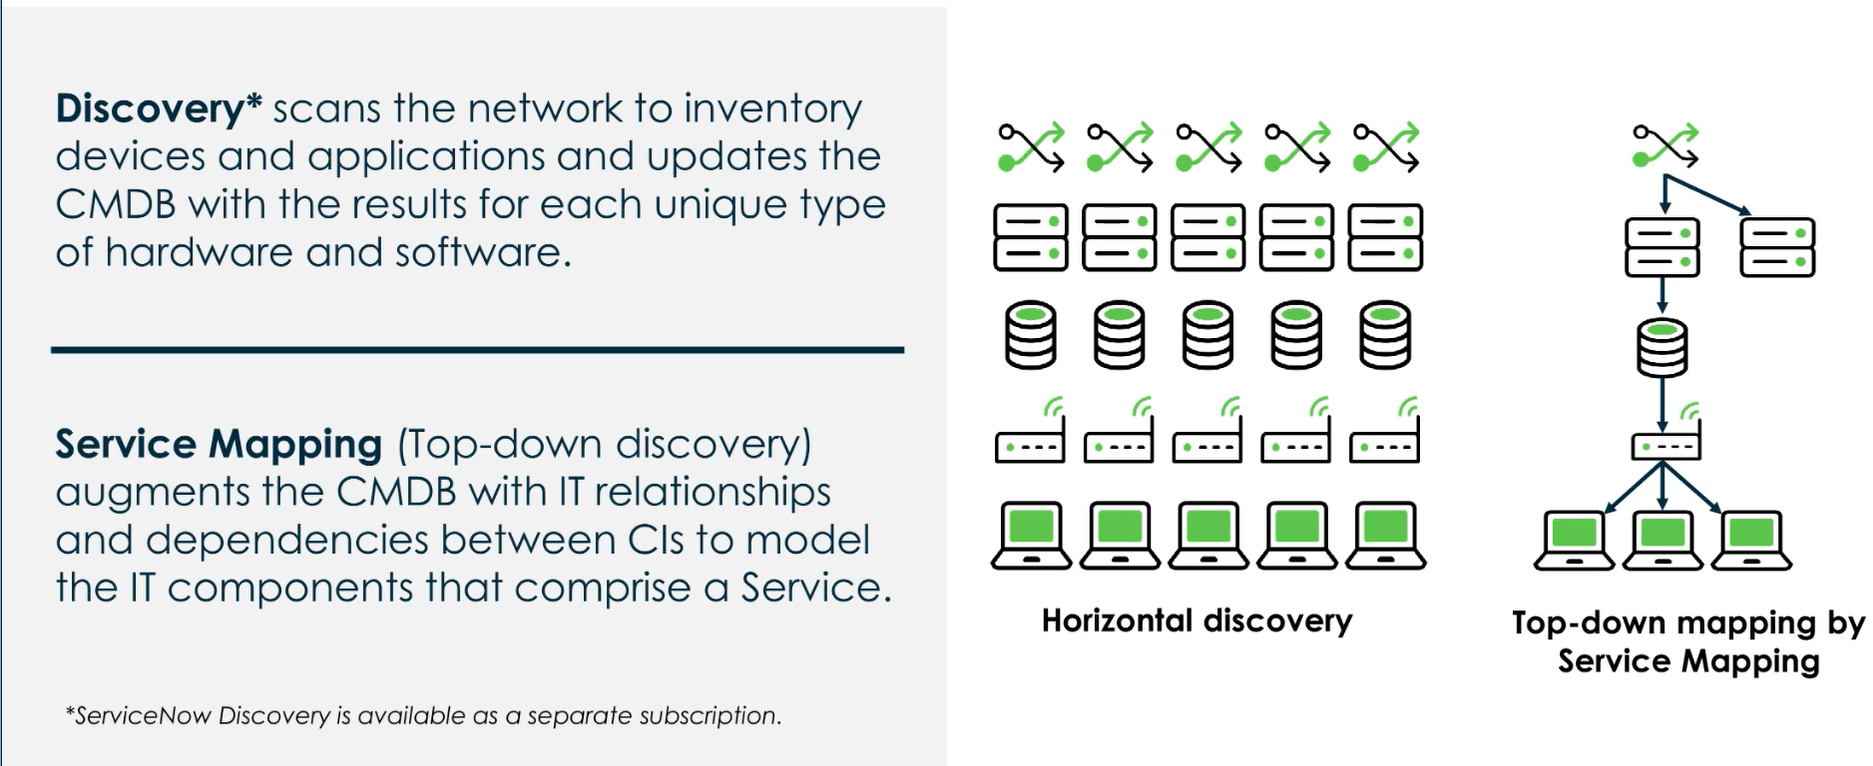 Discovery* scans the network to inventory
devices and applications and updates the
CMDB with the results for each unique type
of hardware and software.
Service Mapping (Top-down discovery)
augments the CMDB with IT relationships
and dependencies between CIs to model
the IT components that comprise a Service.
*ServiceNow Discovery is available as a separate subscription.
Horizontal discovery
Top-down mapping by
Service Mapping